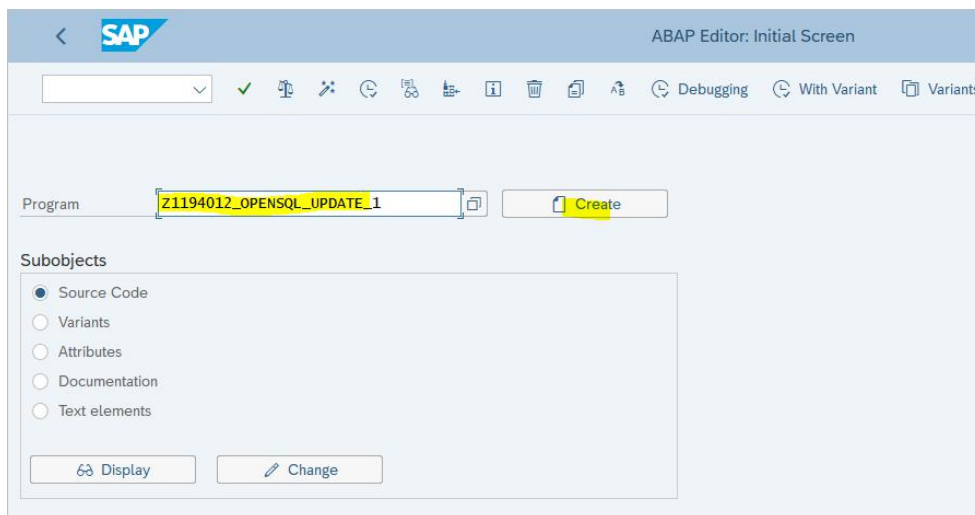 SAP
ABAP Editor: Initial Screen
Debugging With Variant Variants
Program Z1194012_OPENSQL_UPDATE_1 Create
Subobjects
Source Code
Variants
Attributes
Documentation
Text elements
Display Change